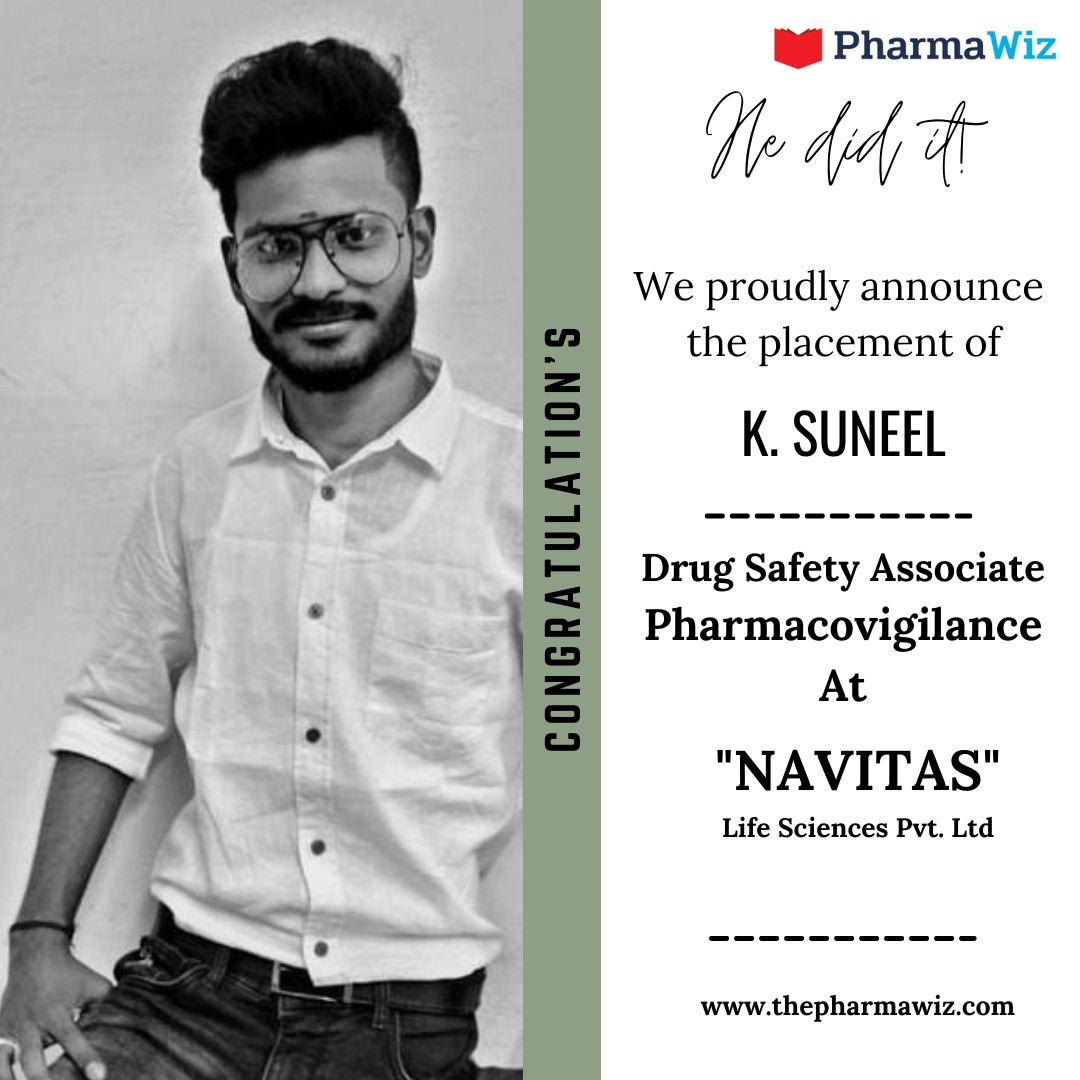 PharmaWiz
He did it!
CONGRATULATION'S
We proudly announce
the placement of
K. SUNEEL
Drug Safety Associate
Pharmacovigilance
At
"NAVITAS"
Life Sciences Pvt. Ltd
www.thepharmawiz.com